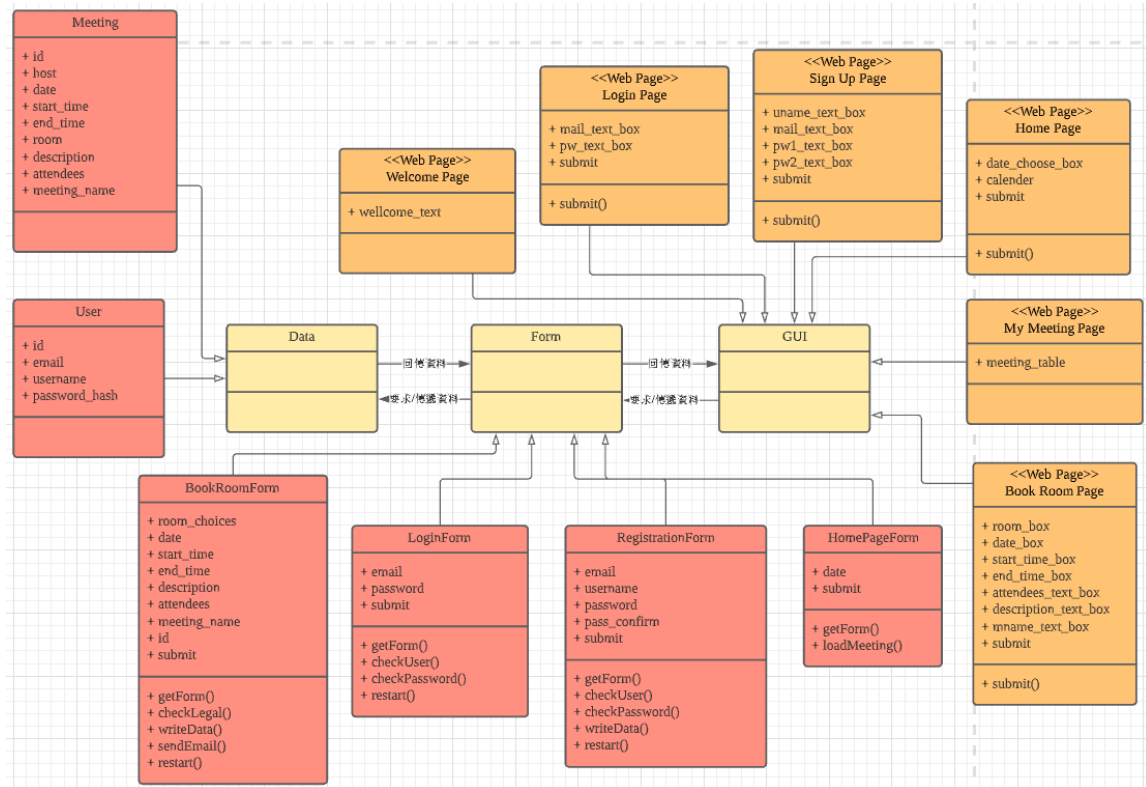 Meeting
+ id
+ host
+ date
+ start_time
+ end_time
+ room
+ description
+ attendees
+ meeting_name
<<Web Page>>
Welcome Page
+ wellcome_text
<<Web Page>>
Login Page
+ mail_text_box
+ pw_text_box
+ submit
+ submit()
<<Web Page>>
Sign Up Page
+ uname_text_box
+ mail_text_box
+ pw1_text_box
+ pw2_text_box
+ submit
+ submit()
<<Web Page>>
Home Page
+ date_choose_box
+ calender
+ submit
+ submit()
User
+ id
+ email
+ username
+ password_hash
Data
回傳資料
要求/傳遞資料
Form
回傳資料
要求/傳遞資料
GUI
<<Web Page>>
My Meeting Page
+ meeting_table
BookRoomForm
+ room_choices
+ date
+ start_time
+ end_time
+ description
+ attendees
+ meeting_name
+ id
+ submit
+ getForm()
+ checkLegal()
+ writeData()
+ sendEmail()
+ restart()
LoginForm
+ email
+ password
+ submit
+ getForm()
+ checkUser()
+ checkPassword()
+ restart()
RegistrationForm
+ email
+ username
+ password
+ pass_confirm
+ submit
+ getForm()
+ checkUser()
+ checkPassword()
+ writeData()
+ restart()
HomePageForm
+ date
+ submit
+ getForm()
+ loadMeeting()
<<Web Page>>
Book Room Page
+ room_box
+ date_box
+ start_time_box
+ end_time_box
+ attendees_text_box
+ description_text_box
+ mname_text_box
+ submit
+ submit()